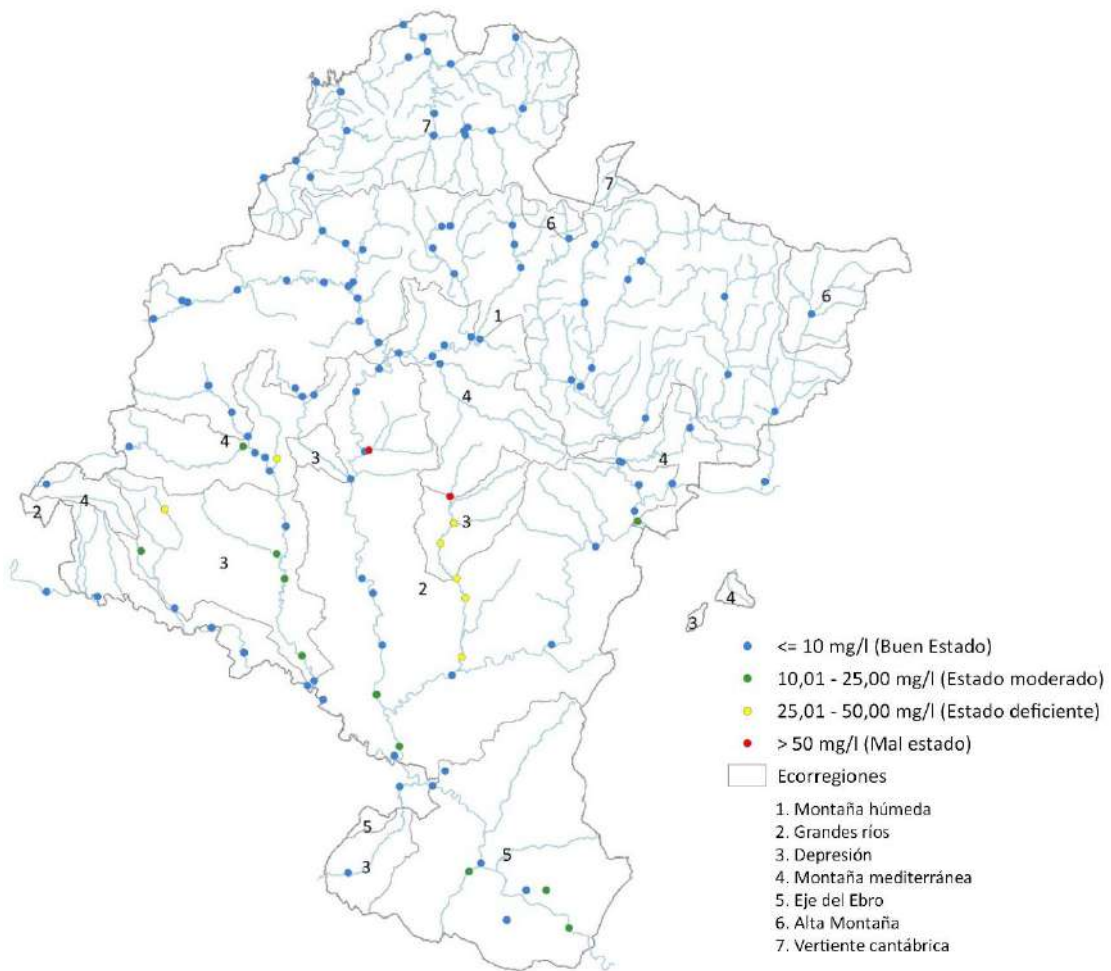 7
7
6
6
1
4
4
3
4
4
2
3
3
2
4
3
5
3
5
<= 10 mg/l (Buen Estado)
10,01 - 25,00 mg/l (Estado moderado)
25,01 - 50,00 mg/l (Estado deficiente)
> 50 mg/l (Mal estado)
Ecorregiones
1. Montaña húmeda
2. Grandes ríos
3. Depresión
4. Montaña mediterránea
5. Eje del Ebro
6. Alta Montaña
7. Vertiente cantábrica